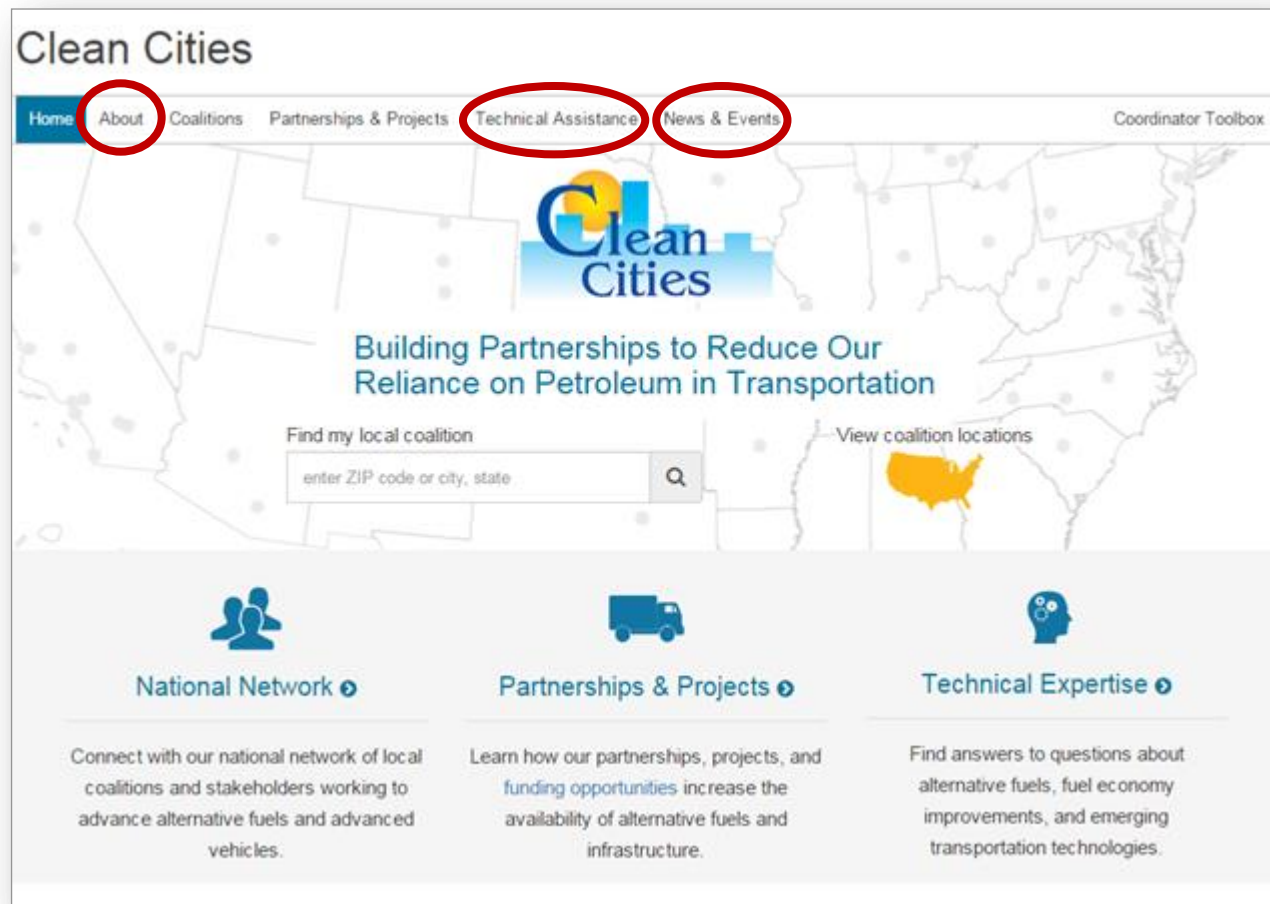 Clean Cities
Home About Coalitions Partnerships & Projects Technical Assistance News & Events Coordinator Toolbox
Clean
Cities
Building Partnerships to Reduce Our
Reliance on Petroleum in Transportation
Find my local coalition
enter ZIP code or city, state
View coalition locations
National Network
Connect with our national network of local
coalitions and stakeholders working to
advance alternative fuels and advanced
vehicles.
Partnerships & Projects
Learn how our partnerships, projects, and
funding opportunities increase the
availability of alternative fuels and
infrastructure.
Technical Expertise
Find answers to questions about
alternative fuels, fuel economy
improvements, and emerging
transportation technologies.